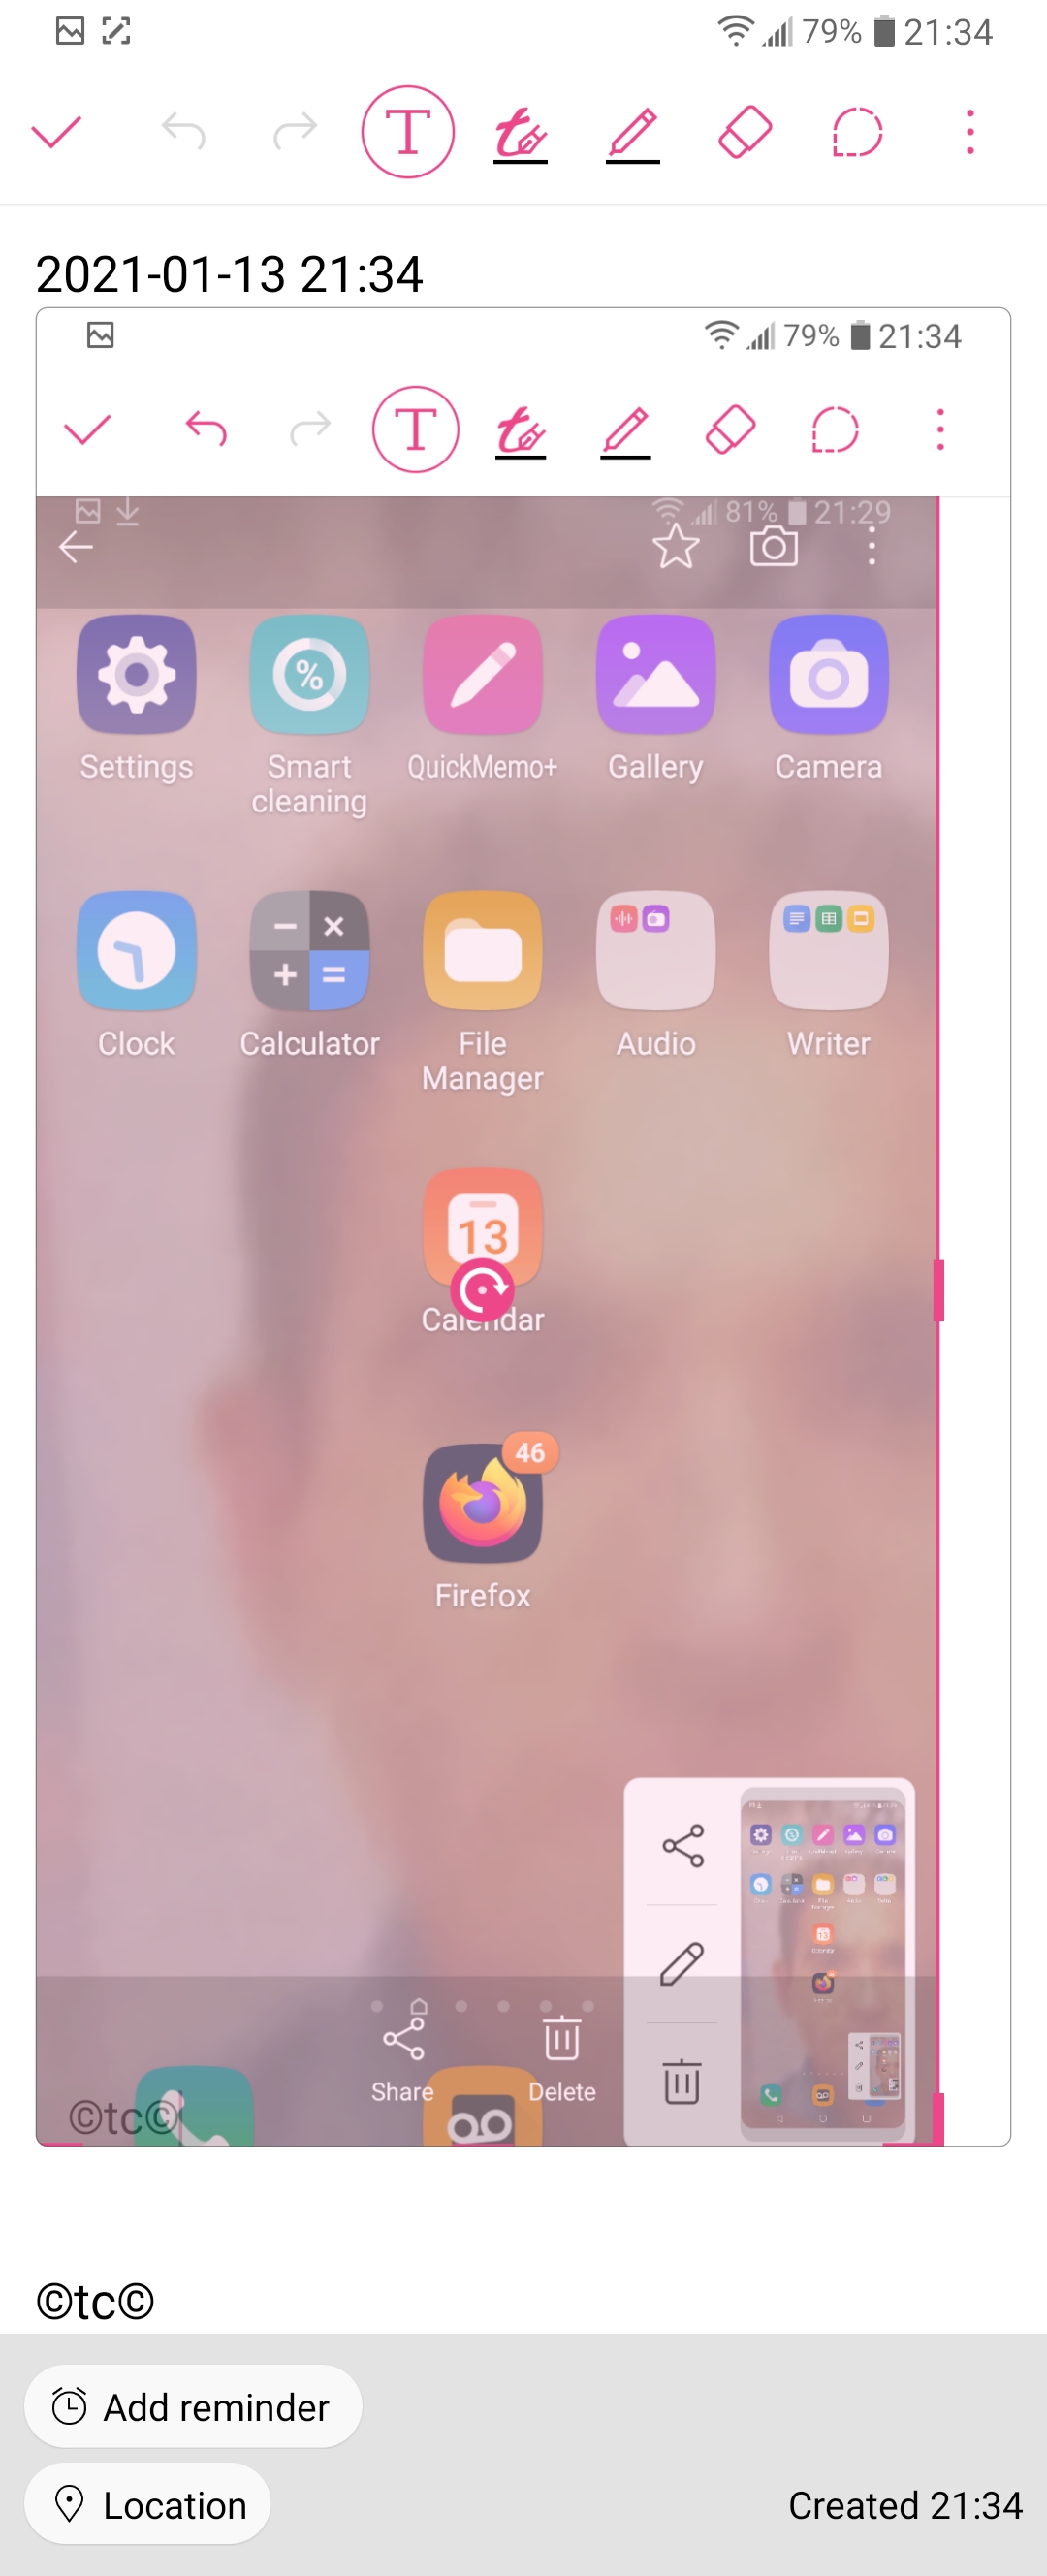 79% 21:34
T
2021-01-13 21:34
79% 21:34
T
81% 21:29
%
Settings
Smart
cleaning
QuickMemo+
Gallery
Camera
Clock
Calculator
File
Manager
Audio
Writer
13
Calendar
46
Firefox
Share
Delete
©tc©
©tc©
Add reminder
Location
Created 21:34